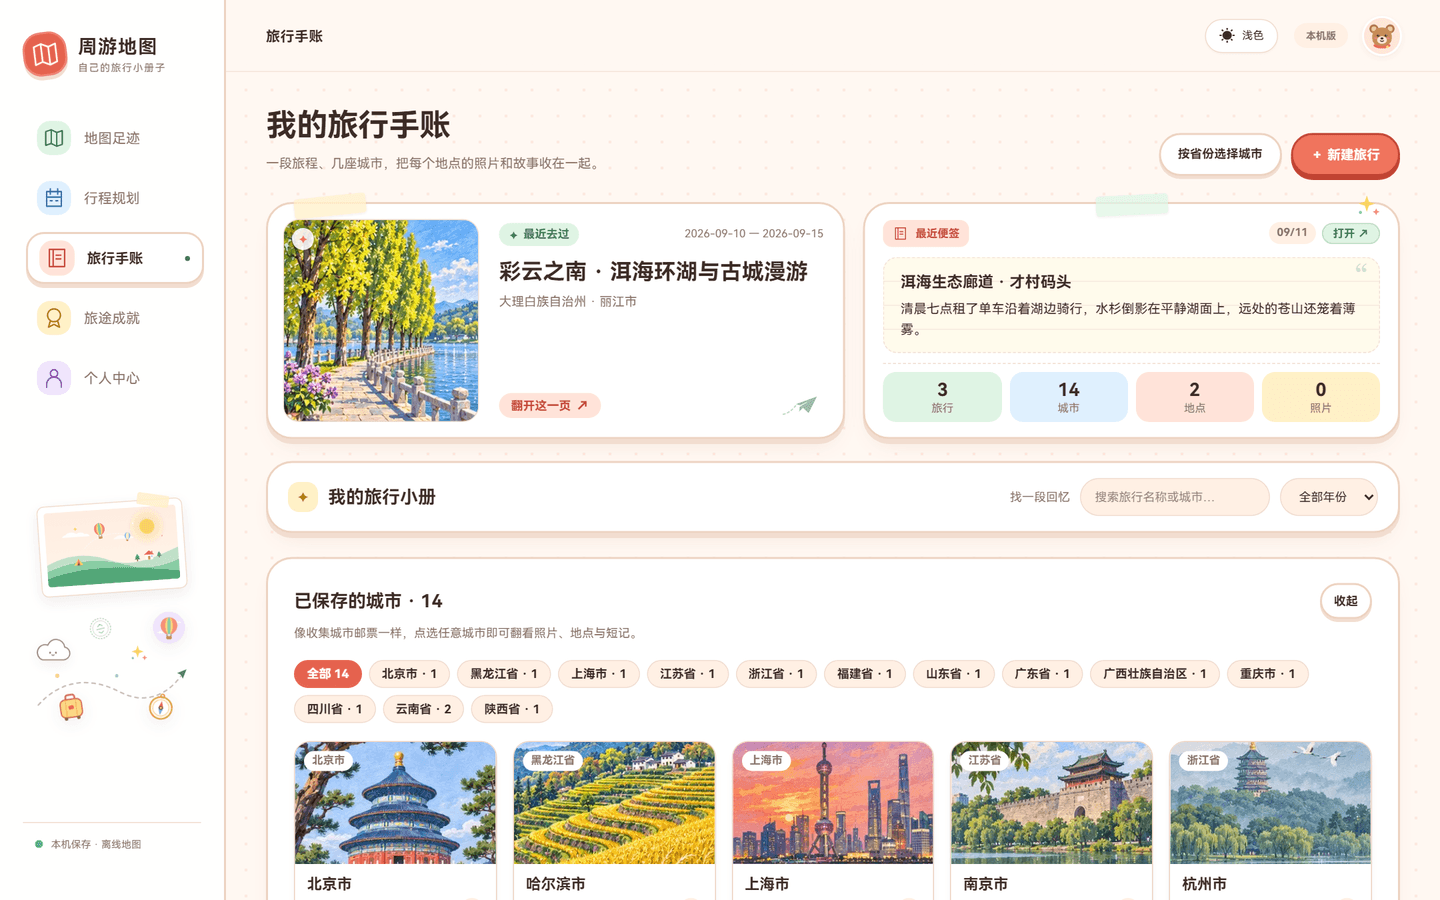 周游地图
自己的旅行小册子
地图足迹
行程规划
旅行手账
旅途成就
个人中心
本机保存 · 离线地图
旅行手账
浅色
本机版
我的旅行手账
一段旅程、几座城市，把每个地点的照片和故事收在一起。
按省份选择城市
+ 新建旅行
最近去过
2026-09-10 — 2026-09-15
彩云之南 · 洱海环湖与古城漫游
大理白族自治州 · 丽江市
翻开这一页 ↗
最近便签
09/11
打开 ↗
洱海生态廊道 · 才村码头
清晨七点租了单车沿着湖边骑行，水杉倒影在平静湖面上，远处的苍山还笼着薄
雾。
3
旅行
14
城市
2
地点
0
照片
我的旅行小册
找一段回忆
搜索旅行名称或城市...
全部年份
已保存的城市 · 14
收起
像收集城市邮票一样，点选任意城市即可翻看照片、地点与短记。
全部 14
北京市 · 1
黑龙江省 · 1
上海市 · 1
江苏省 · 1
浙江省 · 1
福建省 · 1
山东省 · 1
广东省 · 1
广西壮族自治区 · 1
重庆市 · 1
四川省 · 1
云南省 · 2
陕西省 · 1
北京市
北京市
黑龙江省
哈尔滨市
上海市
上海市
江苏省
南京市
浙江省
杭州市